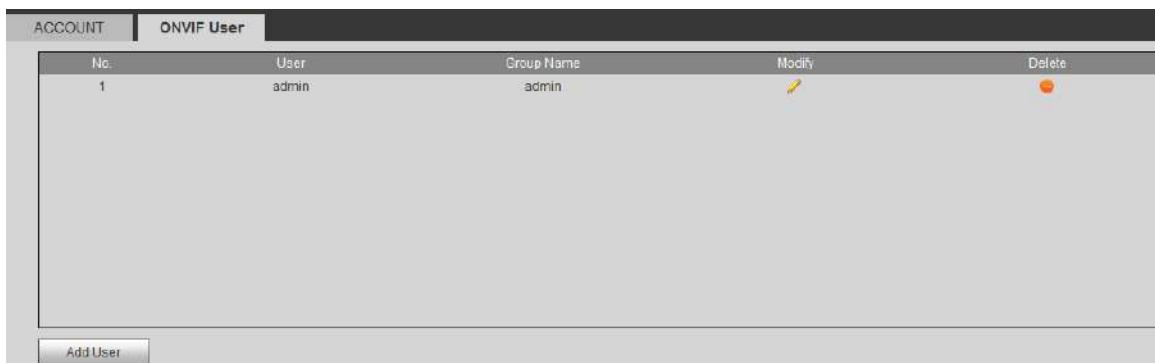 ACCOUNT ONVIF User
No. User Group Name Modify Delete
1 admin admin
Add User